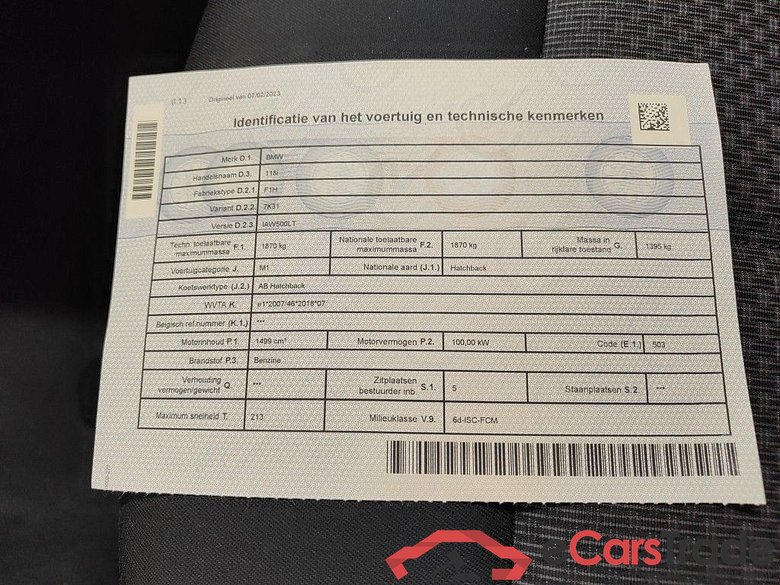 0.1.3 Origineel van 07/02/2023
Identificatie van het voertuig en technische kenmerken
Merk D.1. BMW
Handelsnaam D.3. 118i
Fabriekstype D.2.1. F1H
Variant D.2.2. 7K31
Versie D.2.3. IAW500LT
Techn. toelaatbare maximummassa F.1. 1870 kg Nationale toelaatbare maximummassa F.2. 1870 kg Massa in rijklare toestand G. 1395 kg
Voertuigcategorie J. M1 Nationale aard (J.1.) Hatchback
Koetswerktype (J.2.) AB Hatchback
WVTA K. e1*2007/46*2018*07
Belgisch ref.nummer (K.1.) ***
Motorinhoud P.1. 1499 cm³ Motorvermogen P.2. 100,00 kW Code (E.1.) 503
Brandstof P.3. Benzine
Verhouding vermogen/gewicht Q. *** Zitplaatsen bestuurder inb. S.1. 5 Staanplaatsen S.2. ***
Maximum snelheid T. 213 Milieuklasse V.9. 6d-ISC-FCM
eCarsTrade